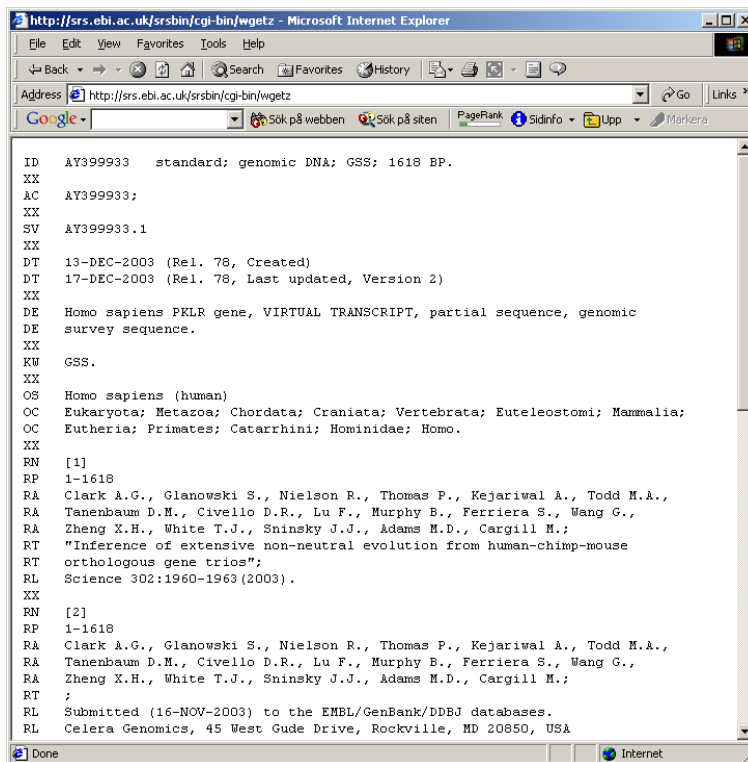 http://srs.ebi.ac.uk/srsbin/cgi-bin/wgetz - Microsoft Internet Explorer
File Edit View Favorites Tools Help
Back Search Favorites History
Address http://srs.ebi.ac.uk/srsbin/cgi-bin/wgetz Go Links »
Google Sök på webben Sök på siten PageRank Sidinfo Upp Markera
ID AY399933 standard; genomic DNA; GSS; 1618 BP.
XX
AC AY399933;
XX
SV AY399933.1
XX
DT 13-DEC-2003 (Rel. 78, Created)
DT 17-DEC-2003 (Rel. 78, Last updated, Version 2)
XX
DE Homo sapiens PKLR gene, VIRTUAL TRANSCRIPT, partial sequence, genomic
DE survey sequence.
XX
KW GSS.
XX
OS Homo sapiens (human)
OC Eukaryota; Metazoa; Chordata; Craniata; Vertebrata; Euteleostomi; Mammalia;
OC Eutheria; Primates; Catarrhini; Hominidae; Homo.
XX
RN [1]
RP 1-1618
RA Clark A.G., Glanowski S., Nielson R., Thomas P., Kejariwal A., Todd M.A.,
RA Tanenbaum D.M., Civello D.R., Lu F., Murphy B., Ferriera S., Wang G.,
RA Zheng X.H., White T.J., Sninsky J.J., Adams M.D., Cargill M.;
RT "Inference of extensive non-neutral evolution from human-chimp-mouse
RT orthologous gene trios";
RL Science 302:1960-1963(2003).
XX
RN [2]
RP 1-1618
RA Clark A.G., Glanowski S., Nielson R., Thomas P., Kejariwal A., Todd M.A.,
RA Tanenbaum D.M., Civello D.R., Lu F., Murphy B., Ferriera S., Wang G.,
RA Zheng X.H., White T.J., Sninsky J.J., Adams M.D., Cargill M.;
RT ;
RL Submitted (16-NOV-2003) to the EMBL/GenBank/DDBJ databases.
RL Celera Genomics, 45 West Gude Drive, Rockville, MD 20850, USA
Done Internet